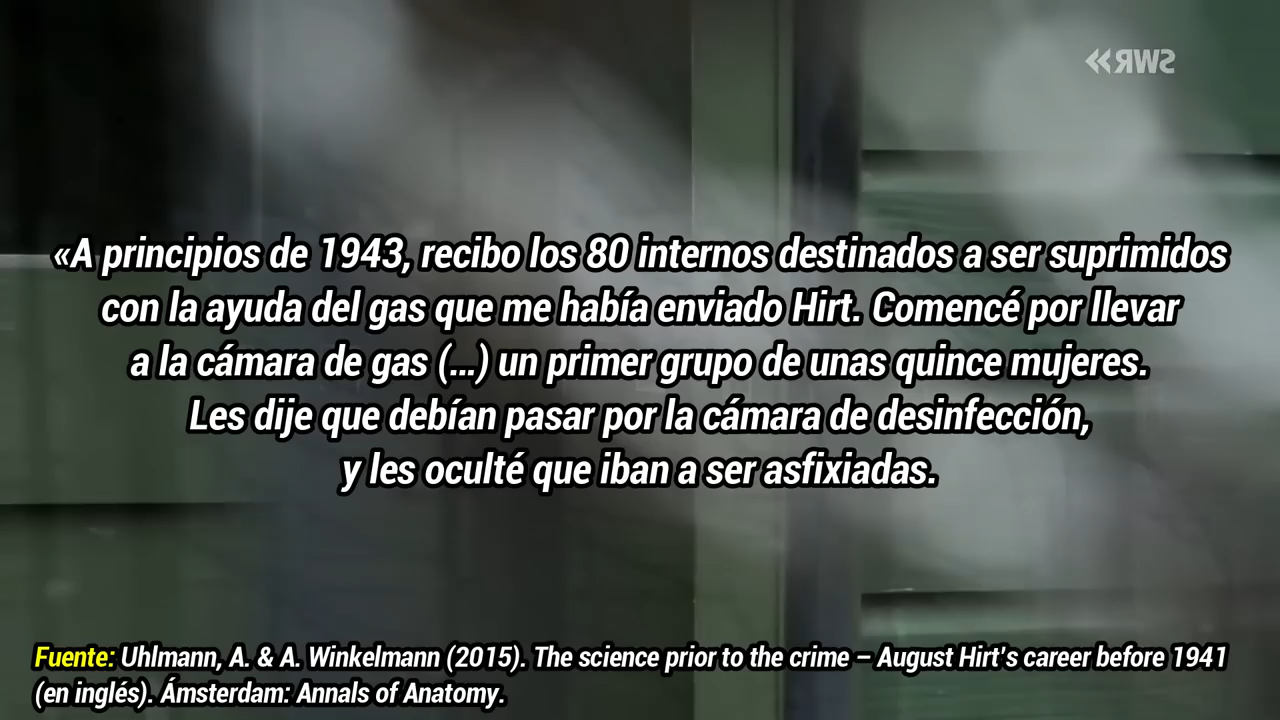 SWR»
«A principios de 1943, recibo los 80 internos destinados a ser suprimidos
con la ayuda del gas que me había enviado Hirt. Comencé por llevar
a la cámara de gas (...) un primer grupo de unas quince mujeres.
Les dije que debían pasar por la cámara de desinfección,
y les oculté que iban a ser asfixiadas.
Fuente: Uhlmann, A. & A. Winkelmann (2015). The science prior to the crime – August Hirt's career before 1941
(en inglés). Ámsterdam: Annals of Anatomy.